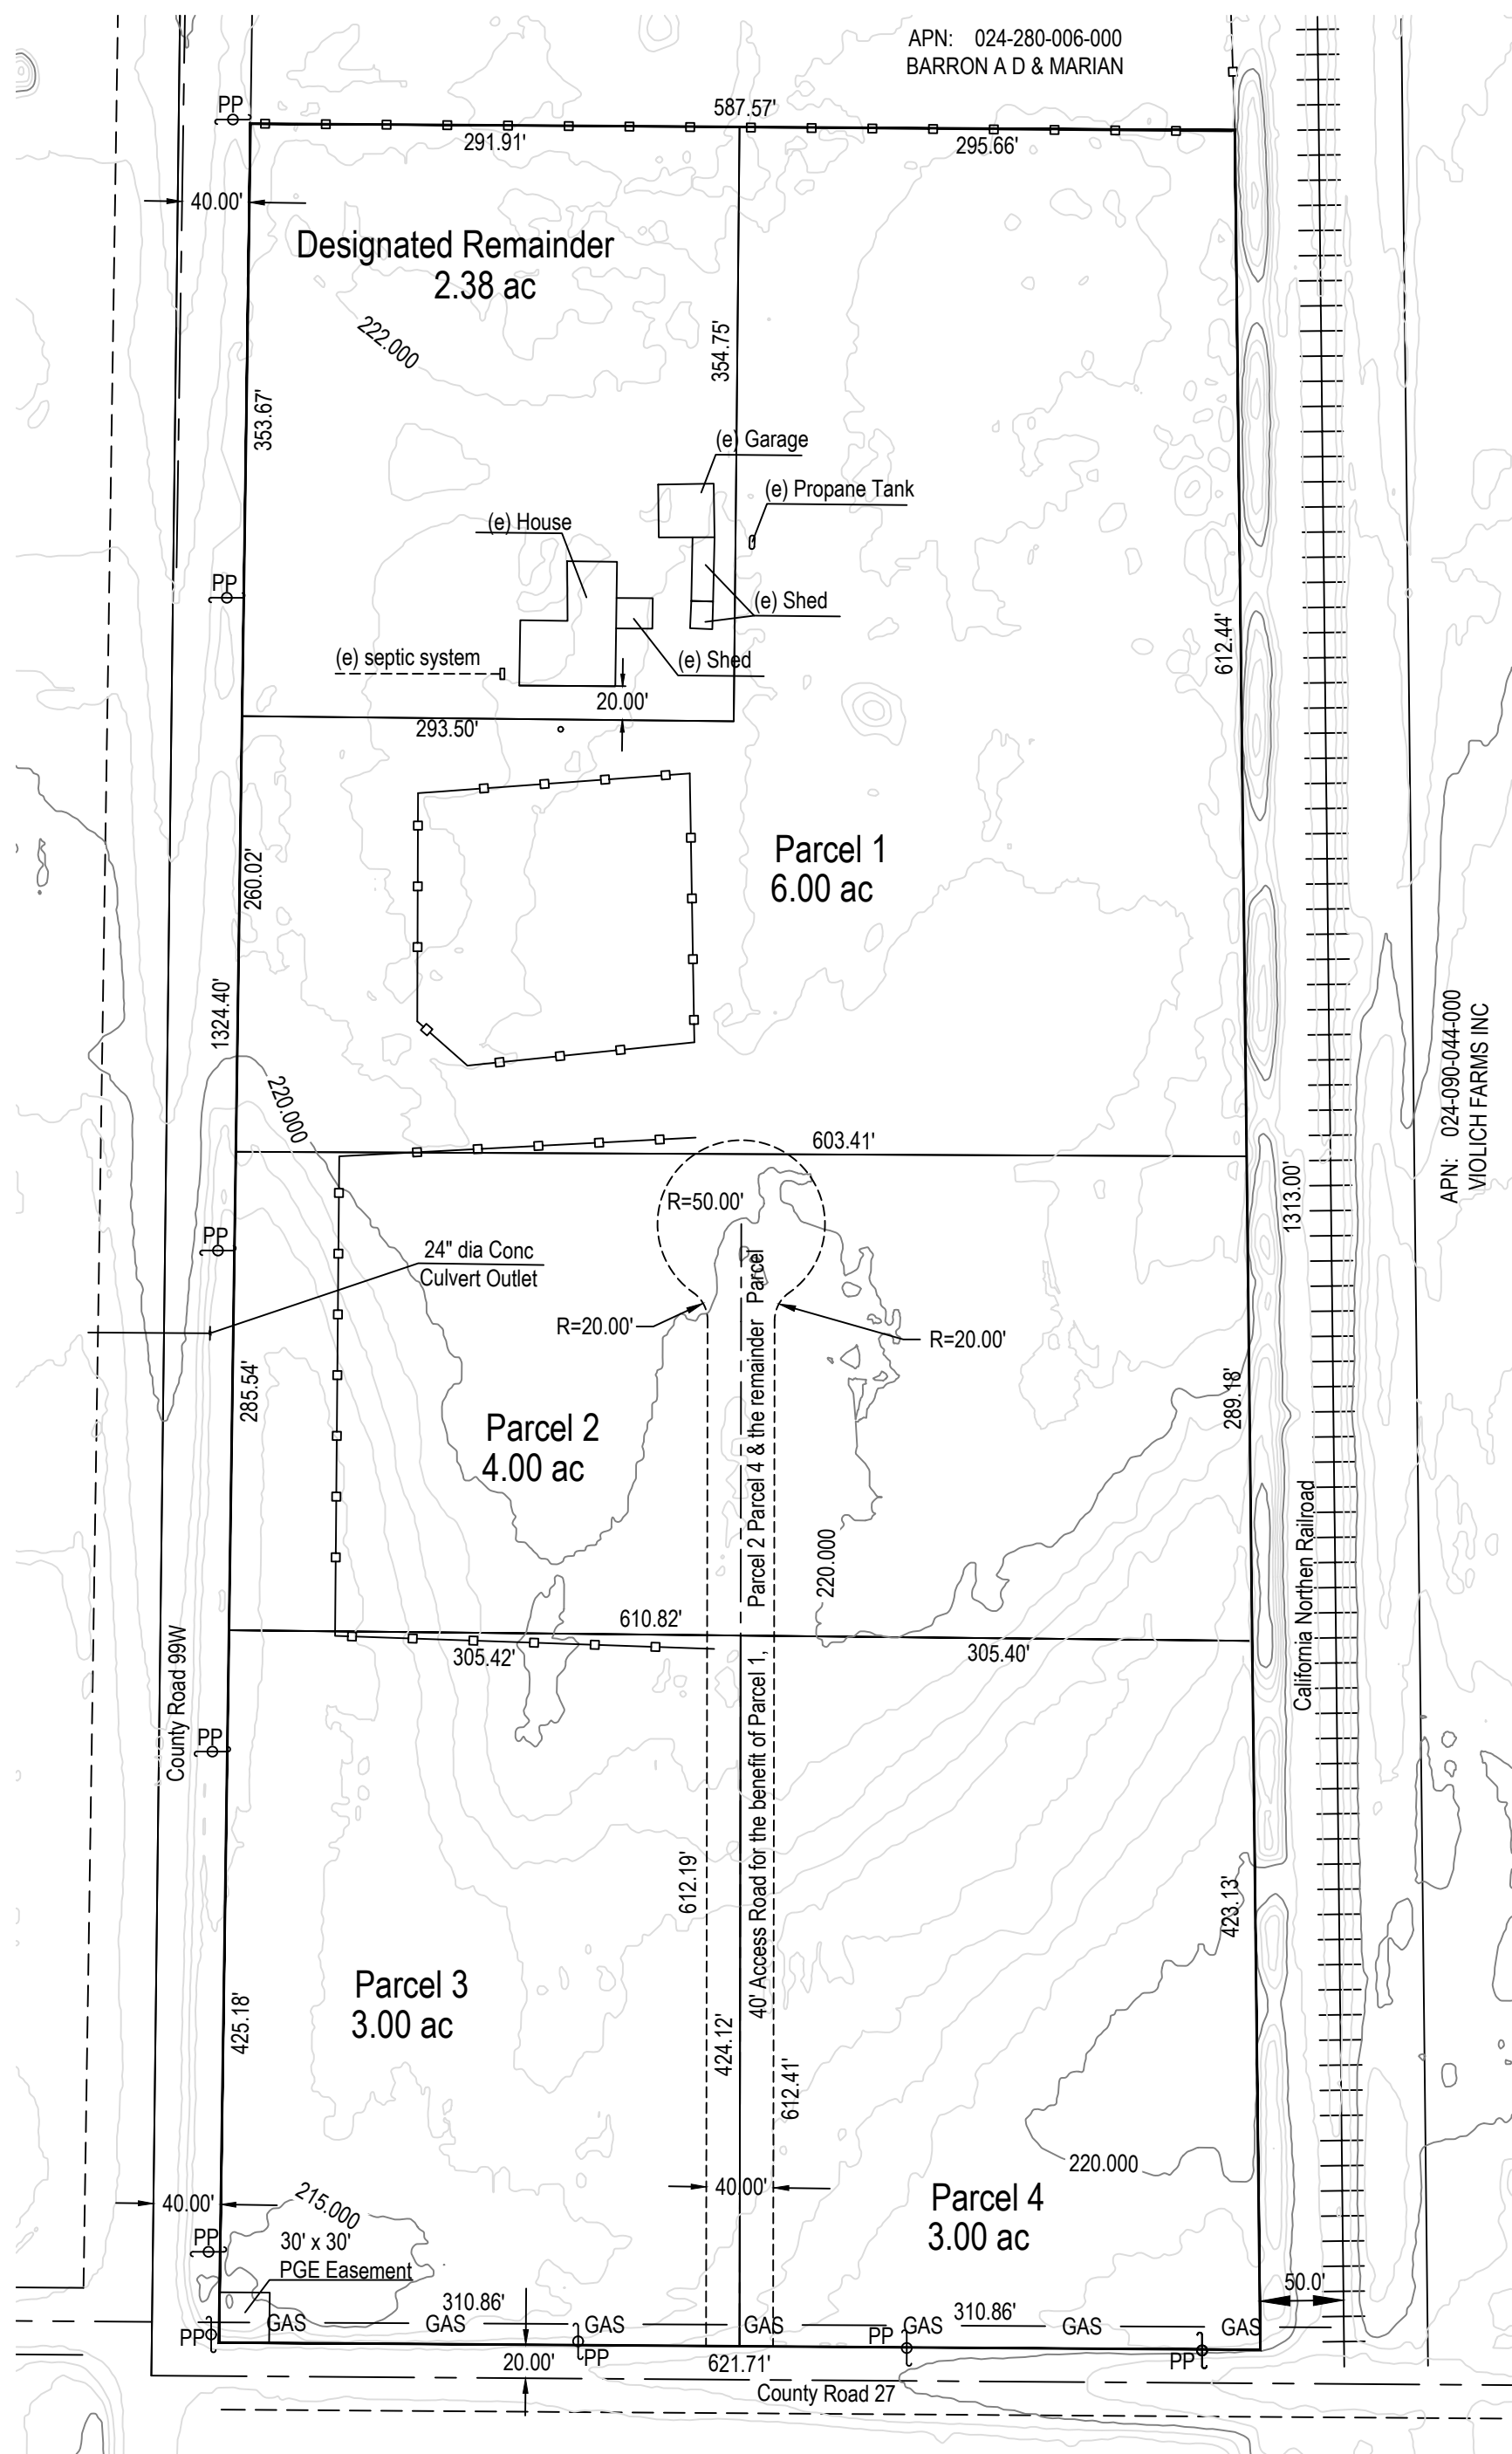 APN: 024-280-006-000
BARRON A D & MARIAN
PP
587.57'
291.91'
295.66'
40.00'
Designated Remainder
2.38 ac
222.000
354.75'
353.67'
(e) Garage
(e) Propane Tank
(e) House
PP
(e) Shed
(e) septic system
(e) Shed
612.44'
20.00'
293.50'
Parcel 1
6.00 ac
260.02'
1324.40'
APN: 024-090-044-000
VIOLICH FARMS INC
220.000
603.41'
1313.00'
R=50.00'
PP
24" dia Conc
Culvert Outlet
R=20.00'
R=20.00'
285.54'
289.18'
Parcel 2
4.00 ac
40' Access Road for the benefit of Parcel 1,
Parcel 2 Parcel 4 & the remainder Parcel
220.000
California Northen Railroad
610.82'
305.42'
305.40'
County Road 99W
PP
612.19'
423.13'
Parcel 3
3.00 ac
425.18'
424.12'
612.41'
220.000
40.00'
40.00'
215.000
Parcel 4
3.00 ac
PP
30' x 30'
PGE Easement
50.0'
310.86'
310.86'
GAS GAS GAS GAS GAS GAS GAS
PP
PP
PP
PP
20.00'
621.71'
County Road 27